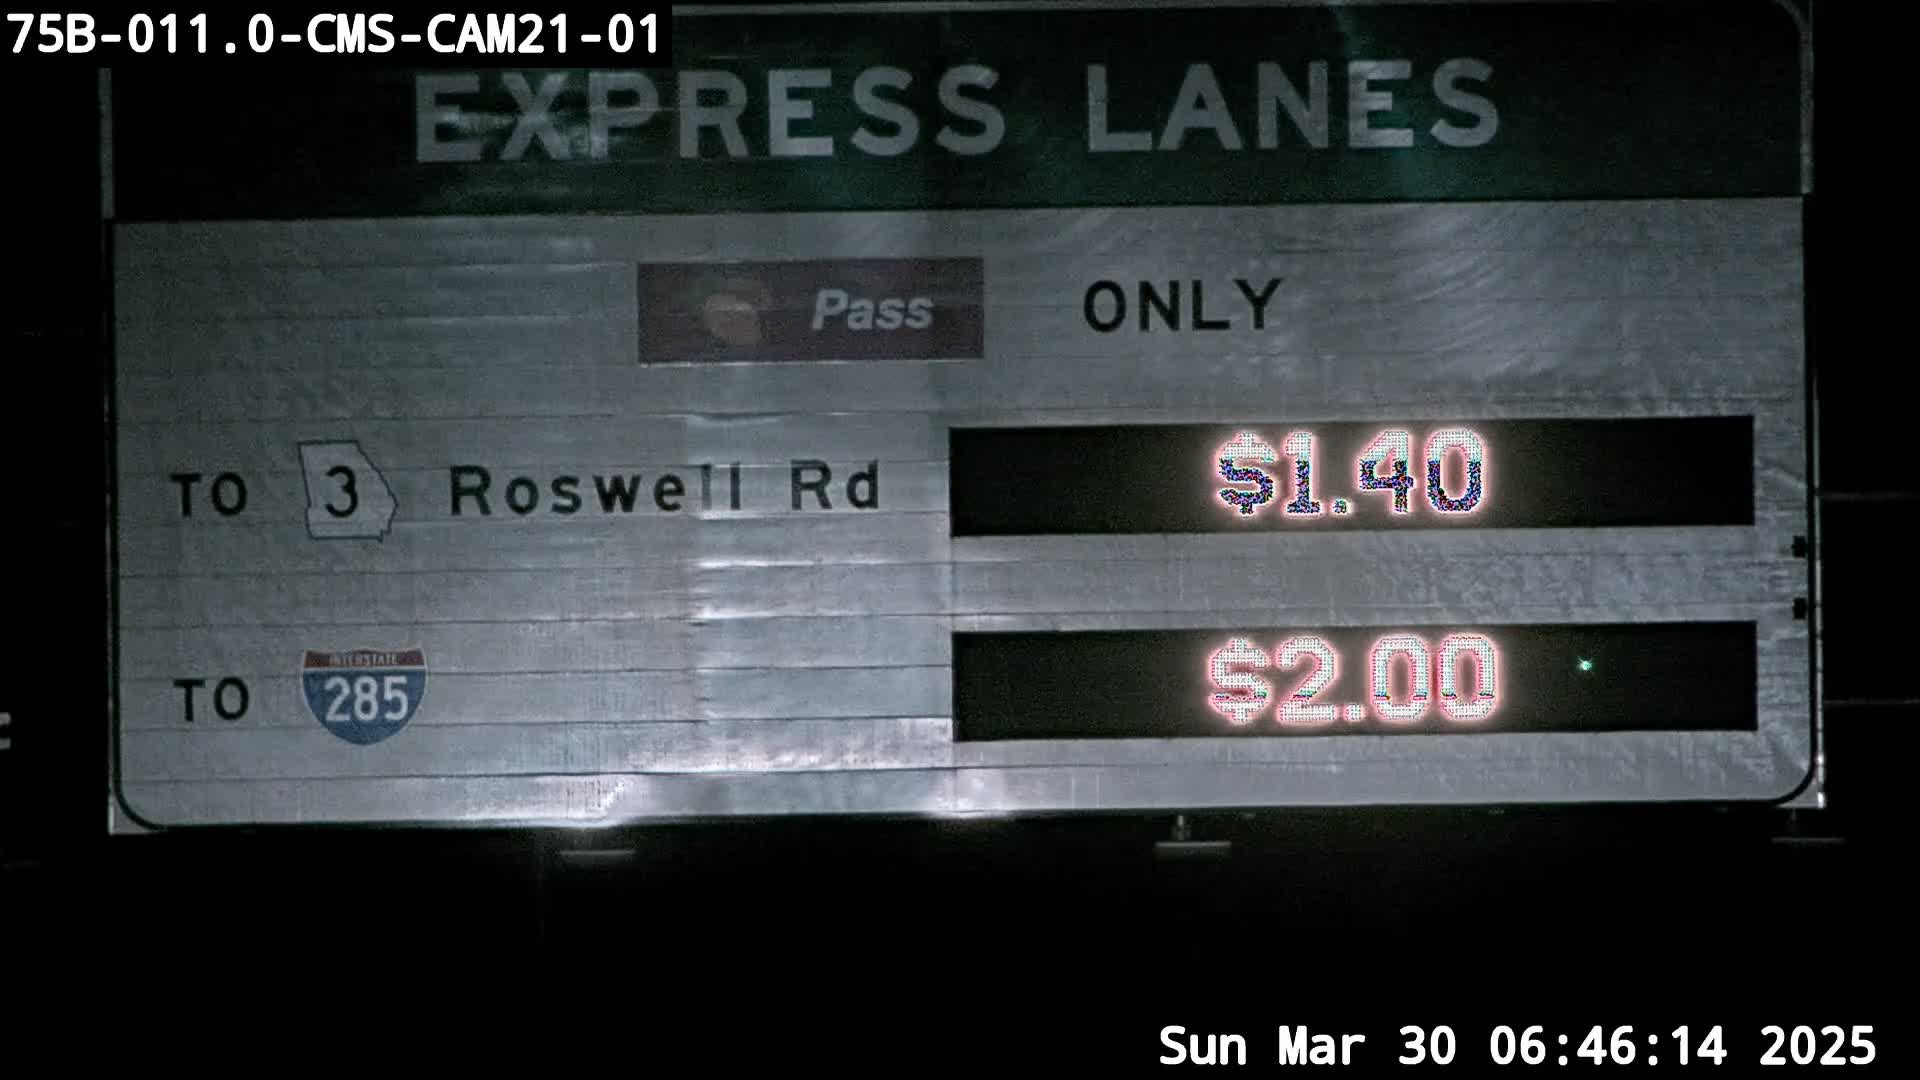 75B-011.0-CMS-CAM21-01
EXPRESS LANES
Pass ONLY
TO 3 Roswell Rd $1.40
TO INTERSTATE 285 $2.00
Sun Mar 30 06:46:14 2025